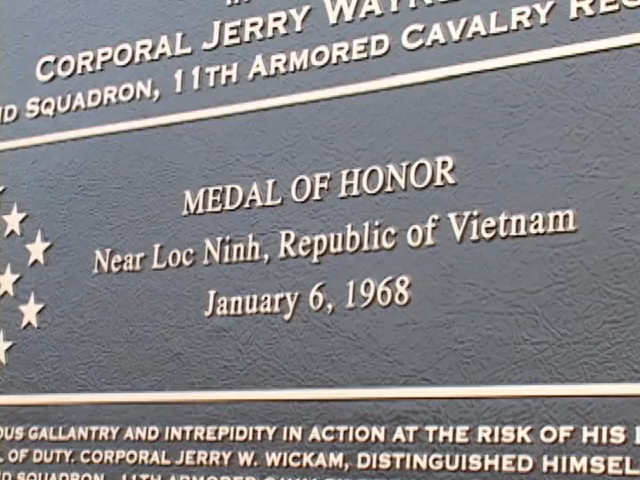 CORPORAL JERRY
SQUADRON, 11TH ARMORED CAVALRY
MEDAL OF HONOR
Near Loc Ninh, Republic of Vietnam
January 6, 1968
GALLANTRY AND INTREPIDITY IN ACTION AT THE RISK OF HIS
OF DUTY. CORPORAL JERRY W. WICKAM, DISTINGUISHED